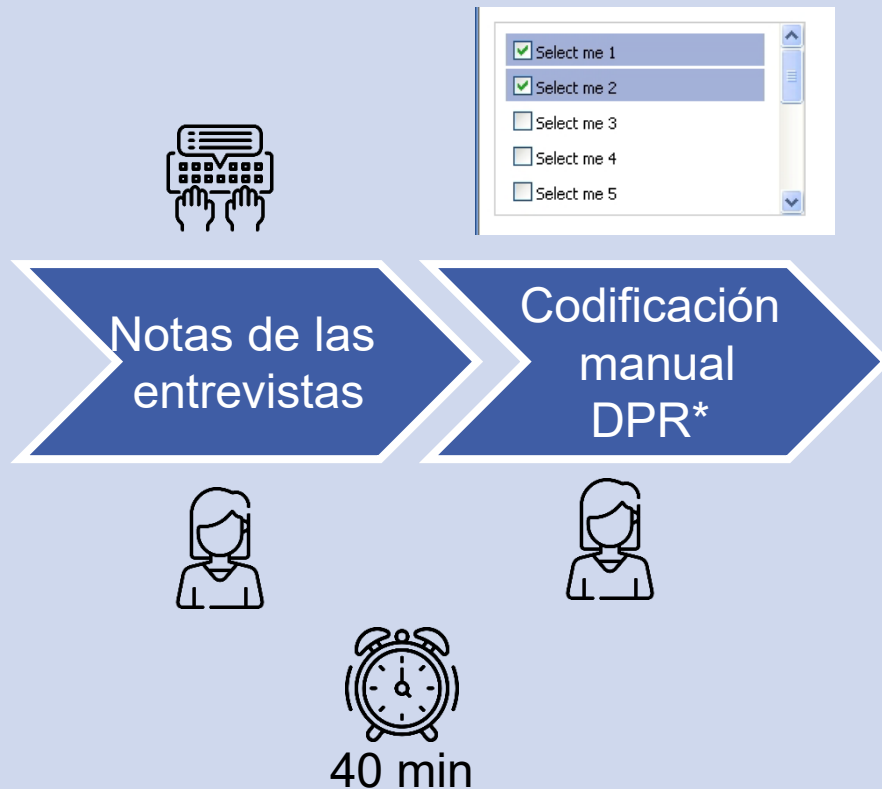 Select me 1
Select me 2
Select me 3
Select me 4
Select me 5
Notas de las
entrevistas
Codificación
manual
DPR*
40 min